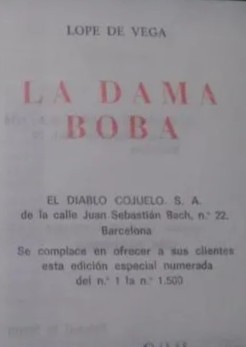 LOPE DE VEGA
LA DAMA
BOBA
EL DIABLO COJUELO. S. A.
de la calle Juan Sebastián Bach, n.° 22.
Barcelona
Se complace en ofrecer a sus clientes
esta edición especial numerada
del n.° 1 la n.° 1.500